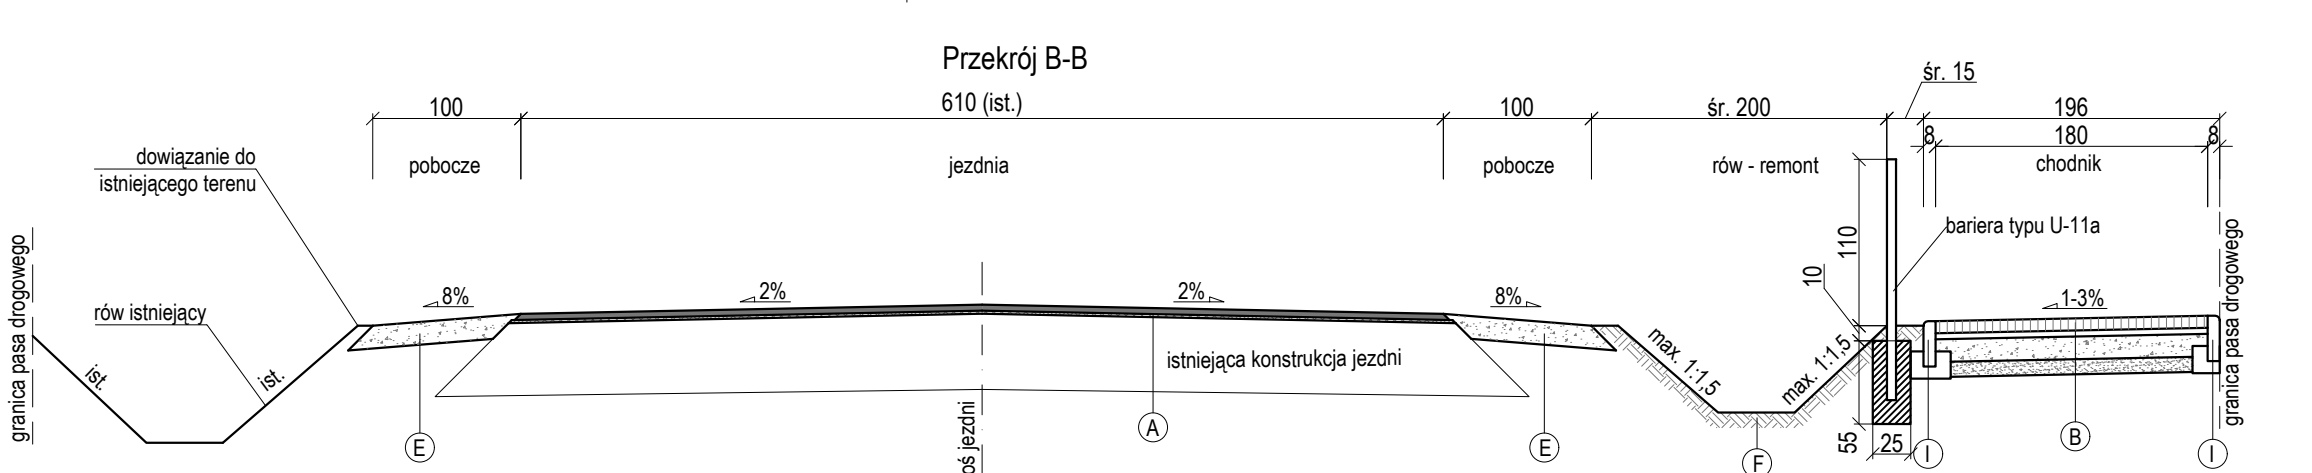 Przekrój B-B
śr. 15
100
610 (ist.)
100
śr. 200
196
8
180
8
dowiązanie do
istniejącego terenu
pobocze
jezdnia
pobocze
rów - remont
chodnik
granica pasa drogowego
rów istniejący
ist.
ist.
8%
2%
2%
8%
110
10
bariera typu U-11a
1-3%
granica pasa drogowego
istniejąca konstrukcja jezdni
max. 1:1,5
max. 1:1,5
oś jezdni
E
A
E
F
55
25
I
B
I